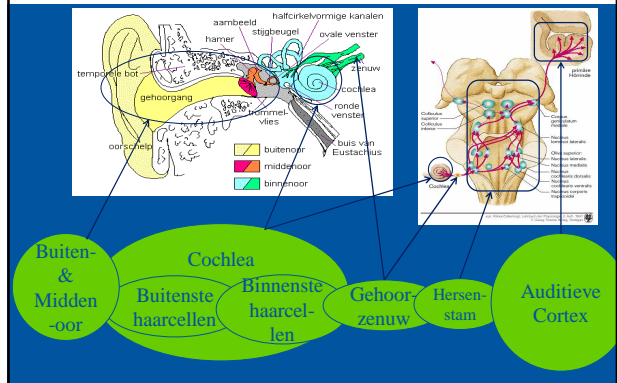 halfcirkelvormige kanalen
aambeeld
stijgbeugel
ovale venster
hamer
zenuw
temporele bot
gehoorgang
cochlea
ronde
venster
trommel-
vlies
oorschelp
buis van
Eustachius
buitenoor
middenoor
binnenoor
primäre
Hörrinde
Colliculus
superior
Colliculus
inferior
Corpus
geniculatum
mediale
Nucleus
lemnisci lateralis
Oliva superior:
Nucleus lateralis
Nucleus medialis
Nucleus
cochlearis dorsalis
Nucleus
cochlearis ventralis
Nucleus corporis
trapezoidei
Cochlea
Buiten-
&
Midden
-oor
Cochlea
Buitenste
haarcellen
Binnenste
haarcel-
len
Gehoor-
zenuw
Hersen-
stam
Auditieve
Cortex